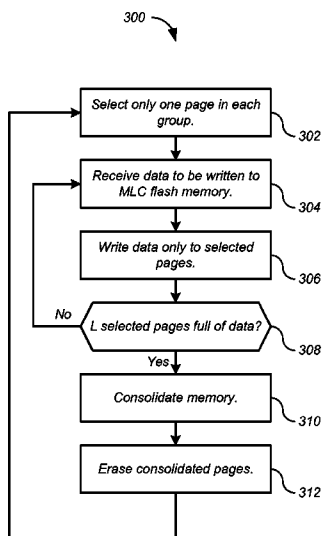 300
Select only one page in each
group.
302
Receive data to be written to
MLC flash memory.
304
Write data only to selected
pages.
306
No
L selected pages full of data?
308
Yes
Consolidate memory.
310
Erase consolidated pages.
312